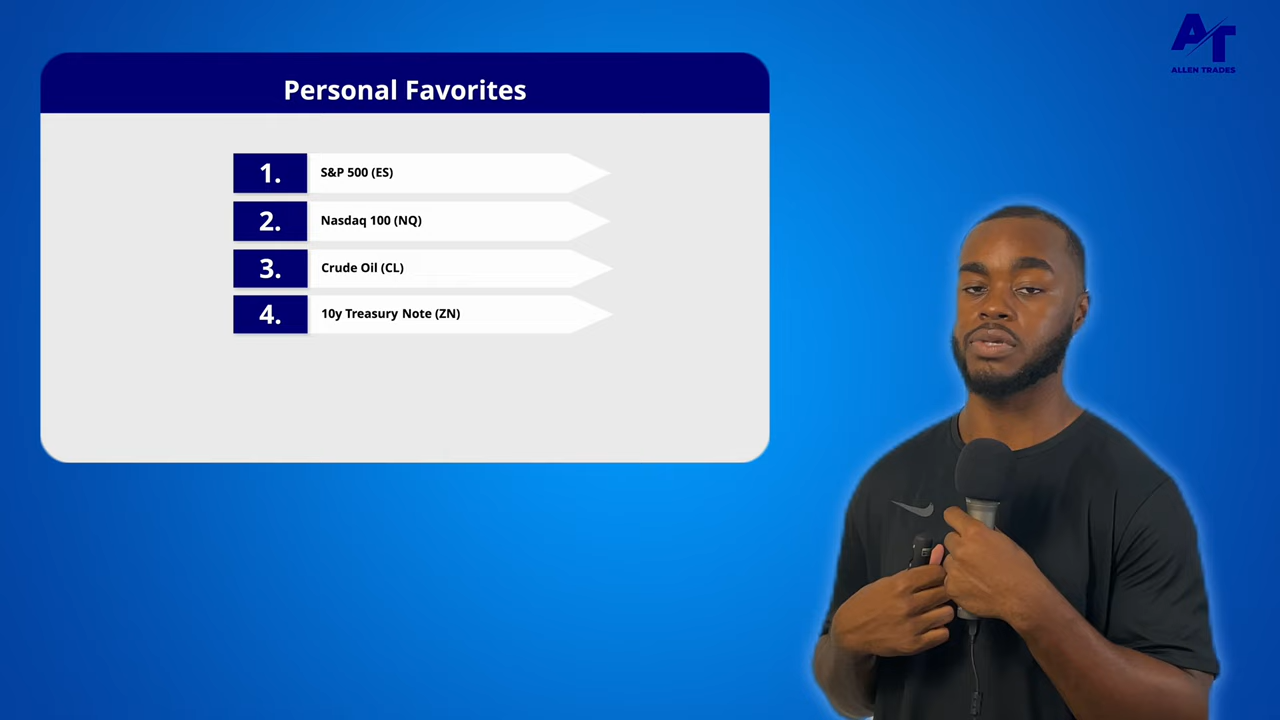 AT
ALLEN TRADES
Personal Favorites
1. S&P 500 (ES)
2. Nasdaq 100 (NQ)
3. Crude Oil (CL)
4. 10y Treasury Note (ZN)